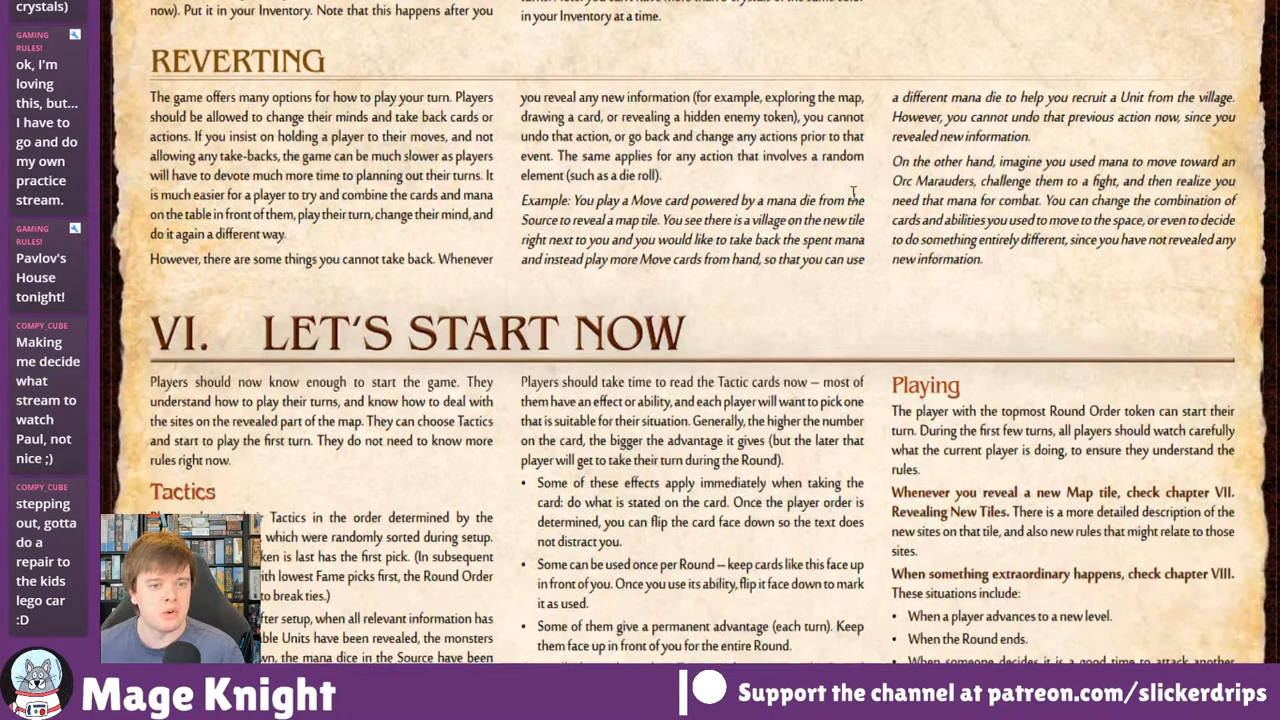 crystals)
GAMING
RULES!
ok, I'm
loving
this, but...
I have to
go and do
my own
practice
stream.
GAMING
RULES!
Pavlov's
House
tonight!
COMPY_CUBE
Making
me decide
what
stream to
watch
Paul, not
nice ;)
COMPY_CUBE
stepping
out, gotta
do a
repair to
the kids
lego car
:D
now). Put it in your Inventory. Note that this happens after you
in your Inventory at a time.
REVERTING
The game offers many options for how to play your turn. Players
should be allowed to change their minds and take back cards or
actions. If you insist on holding a player to their moves, and not
allowing any take-backs, the game can be much slower as players
will have to devote much more time to planning out their turns. It
is much easier for a player to try and combine the cards and mana
on the table in front of them, play their turn, change their mind, and
do it again a different way.
However, there are some things you cannot take back. Whenever
you reveal any new information (for example, exploring the map,
drawing a card, or revealing a hidden enemy token), you cannot
undo that action, or go back and change any actions prior to that
event. The same applies for any action that involves a random
element (such as a die roll).
Example: You play a Move card powered by a mana die from the
Source to reveal a map tile. You see there is a village on the new tile
right next to you and you would like to take back the spent mana
and instead play more Move cards from hand, so that you can use
a different mana die to help you recruit a Unit from the village.
However, you cannot undo that previous action now, since you
revealed new information.
On the other hand, imagine you used mana to move toward an
Orc Marauders, challenge them to a fight, and then realize you
need that mana for combat. You can change the combination of
cards and abilities you used to move to the space, or even to decide
to do something entirely different, since you have not revealed any
new information.
VI. LET'S START NOW
Players should now know enough to start the game. They
understand how to play their turns, and know how to deal with
the sites on the revealed part of the map. They can choose Tactics
and start to play the first turn. They do not need to know more
rules right now.
Tactics
Tactics in the order determined by the
which were randomly sorted during setup.
ken is last has the first pick. (In subsequent
ith lowest Fame picks first, the Round Order
to break ties.)
fter setup, when all relevant information has
ble Units have been revealed, the monsters
wn, the mana dice in the Source have been
Players should take time to read the Tactic cards now – most of
them have an effect or ability, and each player will want to pick one
that is suitable for their situation. Generally, the higher the number
on the card, the bigger the advantage it gives (but the later that
player will get to take their turn during the Round).
• Some of these effects apply immediately when taking the
card: do what is stated on the card. Once the player order is
determined, you can flip the card face down so the text does
not distract you.
• Some can be used once per Round – keep cards like this face up
in front of you. Once you use its ability, flip it face down to mark
it as used.
• Some of them give a permanent advantage (each turn). Keep
them face up in front of you for the entire Round.
Playing
The player with the topmost Round Order token can start their
turn. During the first few turns, all players should watch carefully
what the current player is doing, to ensure they understand the
rules.
Whenever you reveal a new Map tile, check chapter VII.
Revealing New Tiles. There is a more detailed description of the
new sites on that tile, and also new rules that might relate to those
sites.
When something extraordinary happens, check chapter VIII.
These situations include:
• When a player advances to a new level.
• When the Round ends.
• When someone decides it is a good time to attack another
Mage Knight
Support the channel at patreon.com/slickerdrips